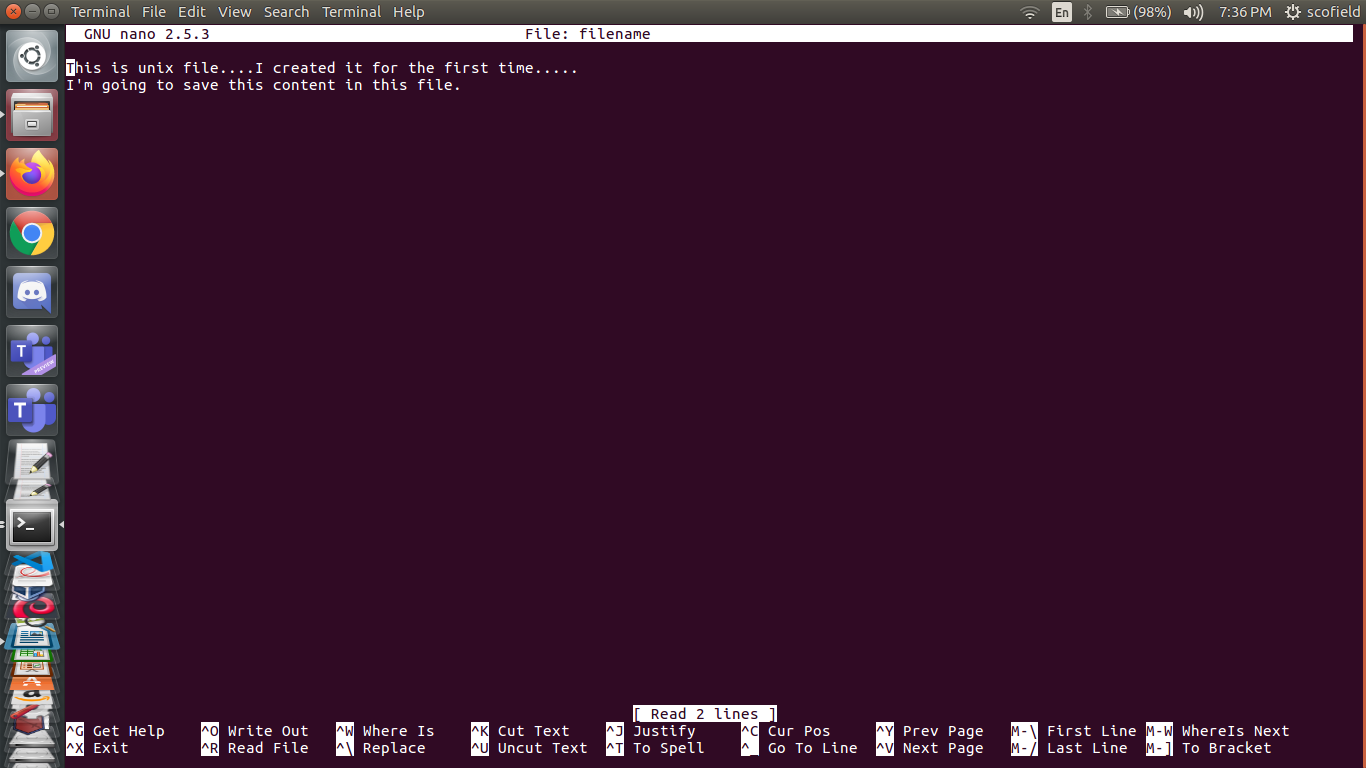 Terminal File Edit View Search Terminal Help En (98%) 7:36 PM scofield
GNU nano 2.5.3 File: filename
This is unix file....I created it for the first time.....
I'm going to save this content in this file.
[ Read 2 lines ]
^G Get Help ^O Write Out ^W Where Is ^K Cut Text ^J Justify ^C Cur Pos ^Y Prev Page M-\ First Line M-W WhereIs Next
^X Exit ^R Read File ^\ Replace ^U Uncut Text ^T To Spell ^_ Go To Line ^V Next Page M-/ Last Line M-] To Bracket